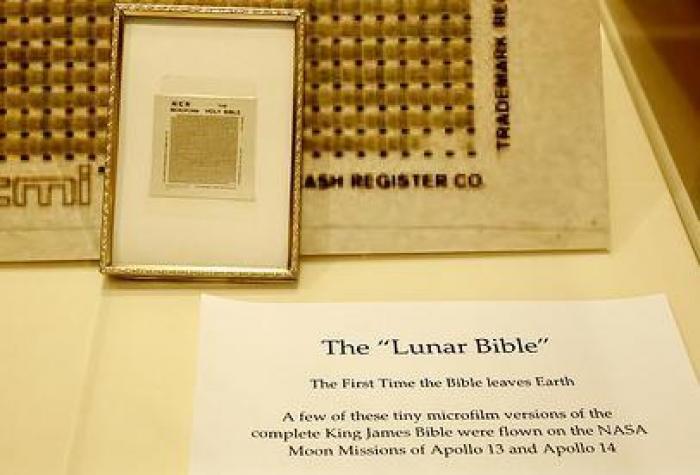 TRADEMARK RE
NCR THE
HOLY BIBLE
cmi
ASH REGISTER CO
The “Lunar Bible”
The First Time the Bible leaves Earth
A few of these tiny microfilm versions of the
complete King James Bible were flown on the NASA
Moon Missions of Apollo 13 and Apollo 14